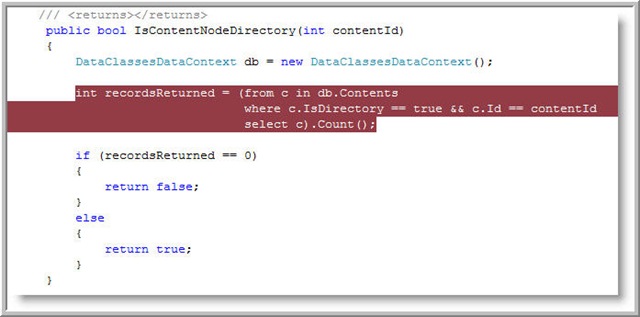 /// <returns></returns>
public bool IsContentNodeDirectory(int contentId)
{
DataClassesDataContext db = new DataClassesDataContext();
int recordsReturned = (from c in db.Contents
where c.IsDirectory == true && c.Id == contentId
select c).Count();
if (recordsReturned == 0)
{
return false;
}
else
{
return true;
}
}